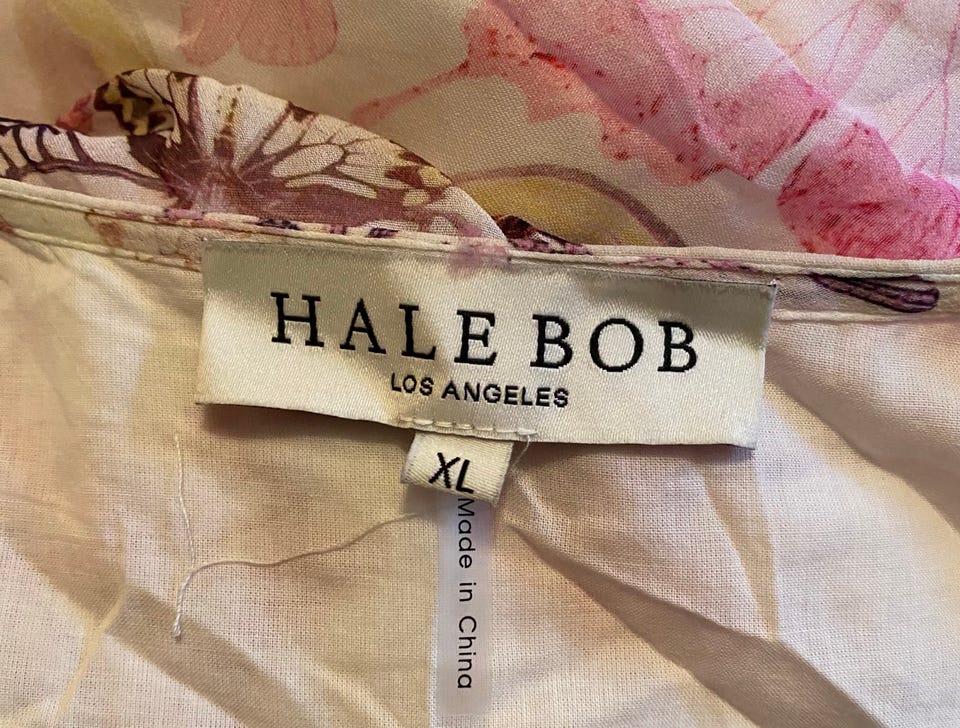 HALE BOB
LOS ANGELES
XL
Made in China